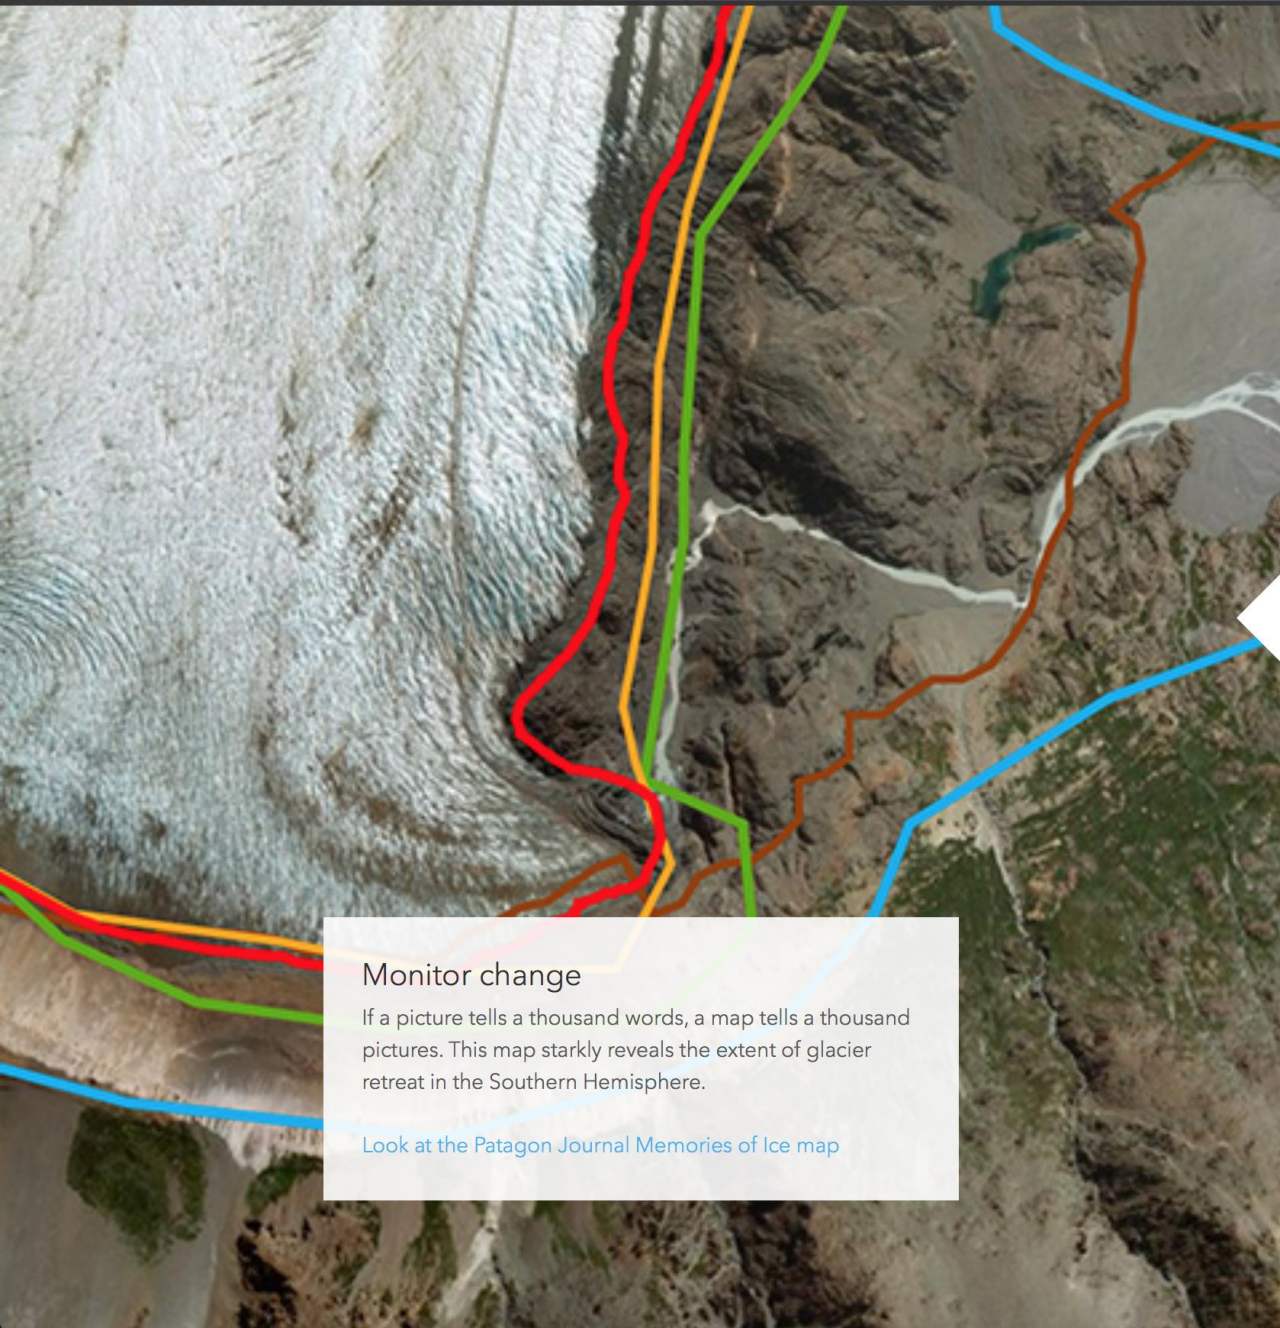 Monitor change
If a picture tells a thousand words, a map tells a thousand
pictures. This map starkly reveals the extent of glacier
retreat in the Southern Hemisphere.
Look at the Patagon Journal Memories of Ice map